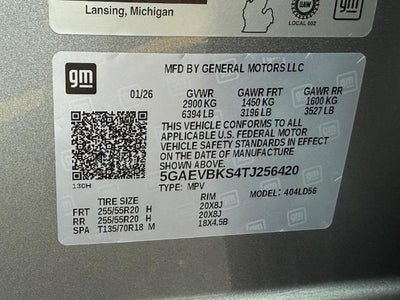 Lansing, Michigan
UAW
LOCAL 602
gm
MFD BY GENERAL MOTORS LLC
01/26 GVWR GAWR FRT GAWR RR
2900 KG 1450 KG 1600 KG
6394 LB 3196 LB 3527 LB
THIS VEHICLE CONFORMS TO ALL
APPLICABLE U.S. FEDERAL MOTOR
VEHICLE SAFETY STANDARDS IN EFFECT
ON THE DATE OF MANUFACTURE
SHOWN ABOVE.
5GAEVBKS4TJ256420
130H TYPE: MPV MODEL: 404LD56
TIRE SIZE RIM
FRT 255/55R20 H 20X8J
RR 255/55R20 H 20X8J
SPA T135/70R18 M 18X4.5B